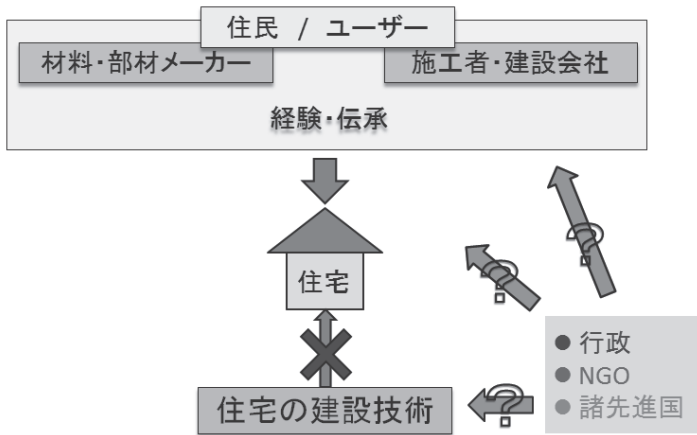 住民 / ユーザー
材料・部材メーカー
施工者・建設会社
経験・伝承
住宅
?
?
● 行政
● NGO
● 諸先進国
住宅の建設技術
?